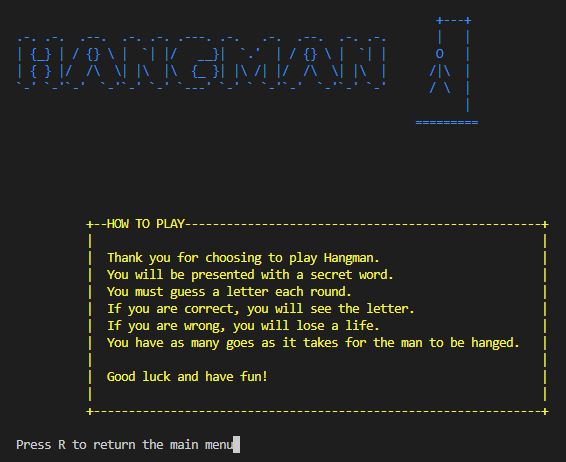 HANGMAN
HOW TO PLAY
Thank you for choosing to play Hangman.
You will be presented with a secret word.
You must guess a letter each round.
If you are correct, you will see the letter.
If you are wrong, you will lose a life.
You have as many goes as it takes for the man to be hanged.
Good luck and have fun!
Press R to return the main menu